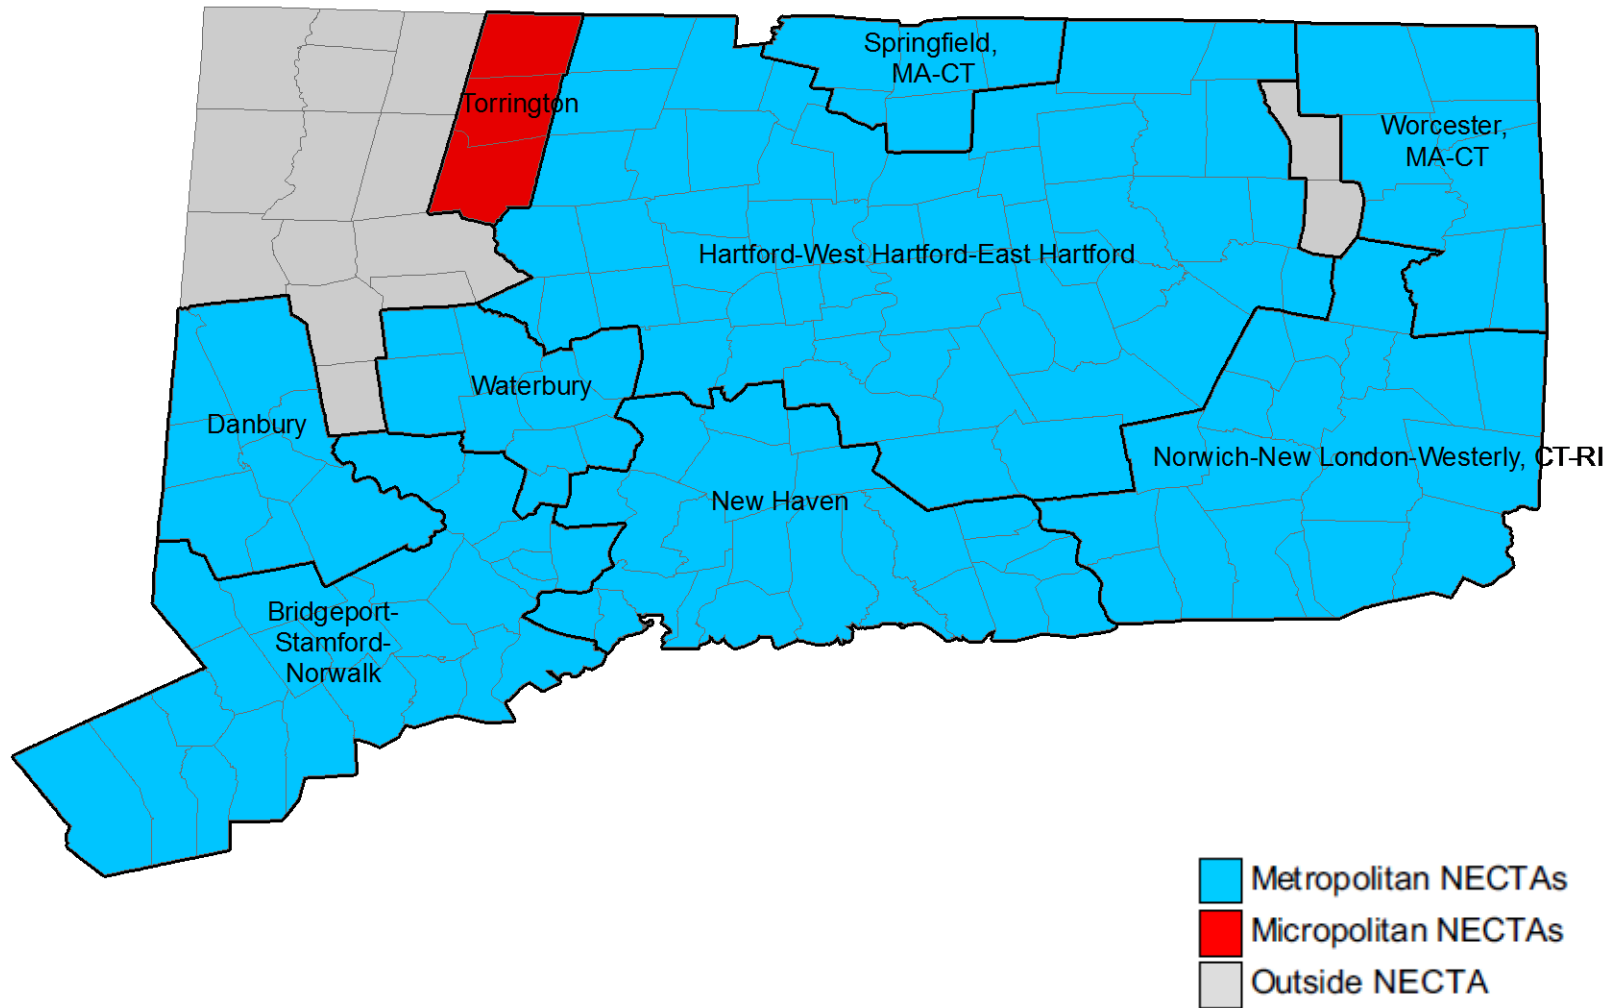 Springfield,
MA-CT
Torrington
Worcester,
MA-CT
Hartford-West Hartford-East Hartford
Waterbury
Danbury
Norwich-New London-Westerly, CT-RI
New Haven
Bridgeport-
Stamford-
Norwalk
Metropolitan NECTAs
Micropolitan NECTAs
Outside NECTA